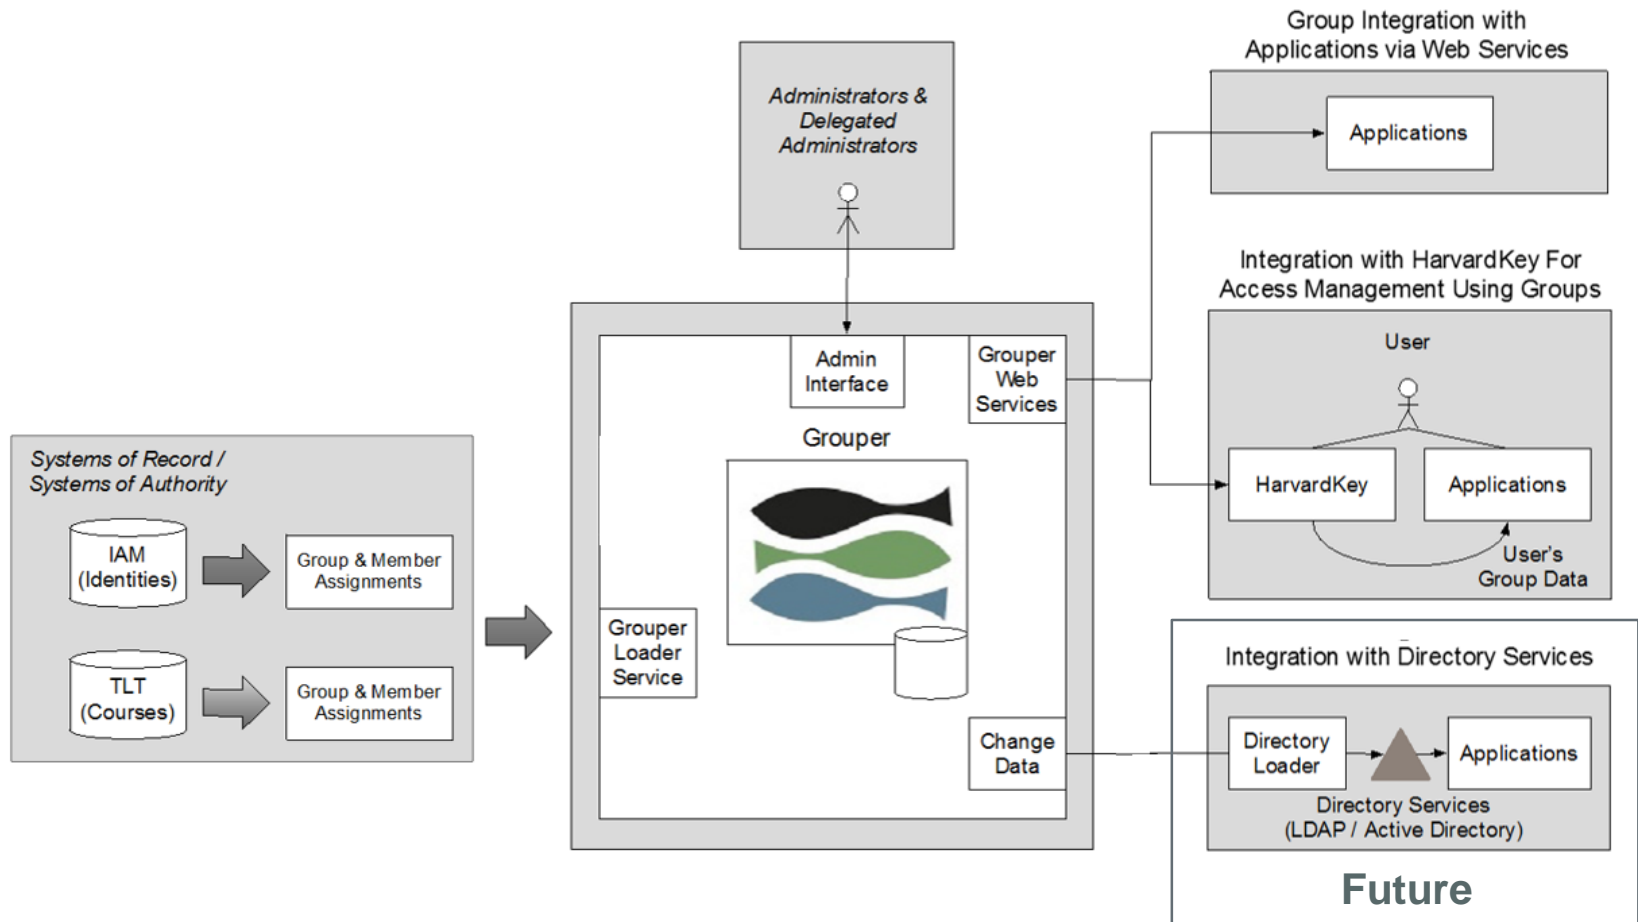 Group Integration with
Applications via Web Services
Applications
Administrators &
Delegated
Administrators
Integration with HarvardKey For
Access Management Using Groups
User
HarvardKey
Applications
User's
Group Data
Admin
Interface
Grouper
Web
Services
Grouper
Systems of Record /
Systems of Authority
IAM
(Identities)
Group & Member
Assignments
TLT
(Courses)
Group & Member
Assignments
Grouper
Loader
Service
Change
Data
Integration with Directory Services
Directory
Loader
Applications
Directory Services
(LDAP / Active Directory)
Future